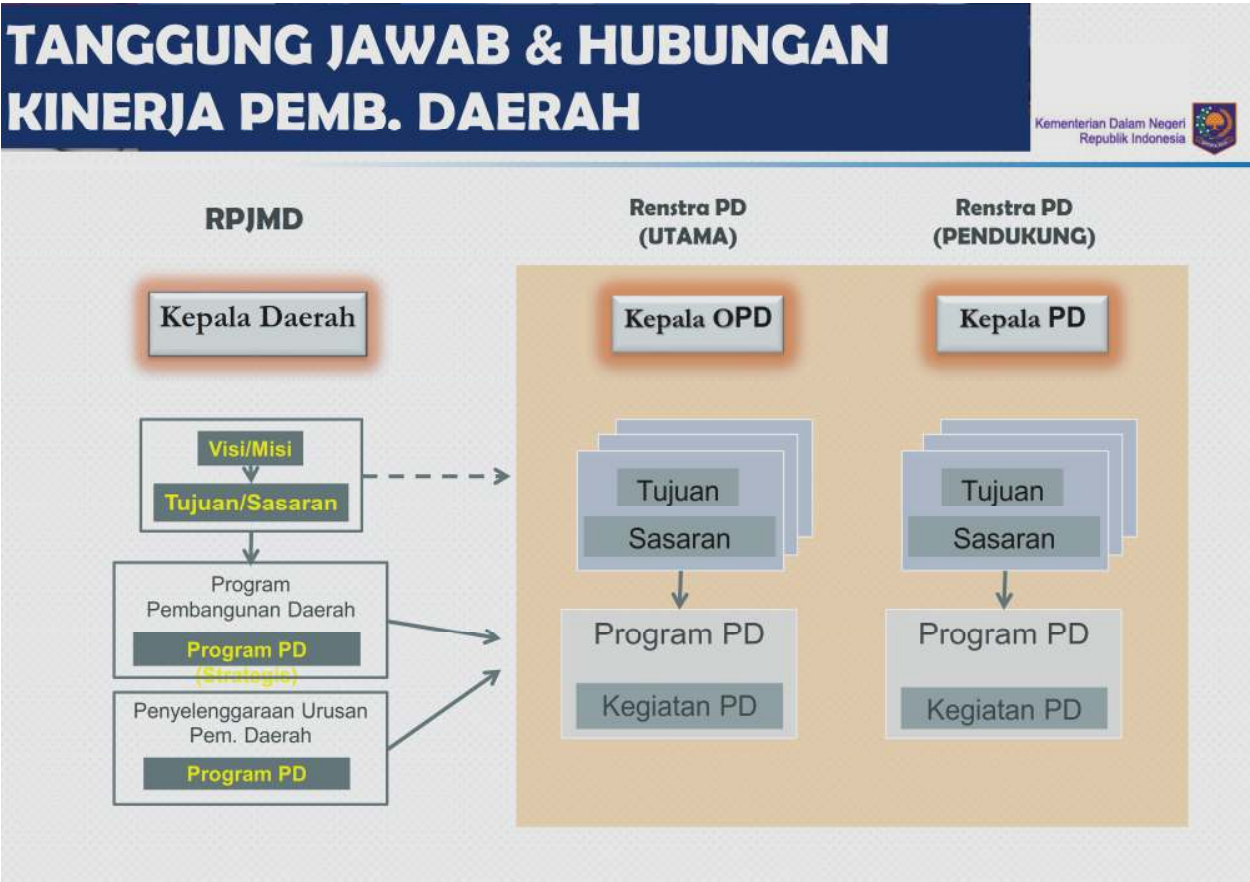 TANGGUNG JAWAB & HUBUNGAN
KINERJA PEMB. DAERAH
Kementerian Dalam Negeri
Republik Indonesia
RPJMD
Renstra PD
(UTAMA)
Renstra PD
(PENDUKUNG)
Kepala Daerah
Kepala OPD
Kepala PD
Visi/Misi
Tujuan/Sasaran
Tujuan
Sasaran
Tujuan
Sasaran
Program
Pembangunan Daerah
Program PD
(Strategis)
Penyelenggaraan Urusan
Pem. Daerah
Program PD
Program PD
Kegiatan PD
Program PD
Kegiatan PD